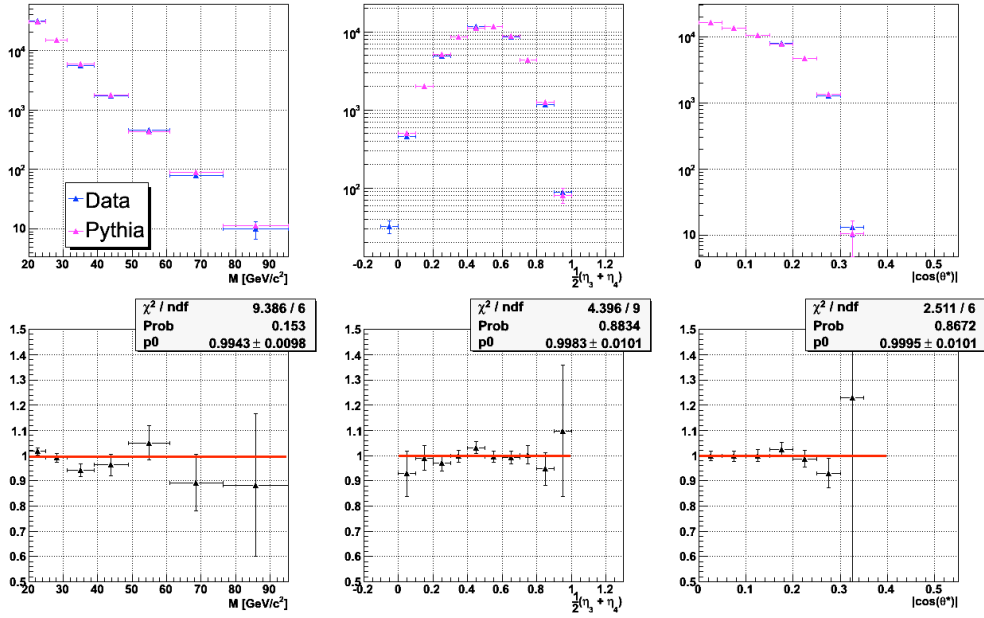 10⁴
10³
10²
10
Data
Pythia
20 30 40 50 60 70 80 90
M [GeV/c²]
10⁴
10³
10²
-0.2 0 0.2 0.4 0.6 0.8 1 1.2
½(η₃ + η₄)
10⁴
10³
10²
10
0 0.1 0.2 0.3 0.4 0.5
|cos(θ*)|
χ² / ndf 9.386 / 6
Prob 0.153
p0 0.9943 ± 0.0098
1.5
1.4
1.3
1.2
1.1
1
0.9
0.8
0.7
0.6
0.5
20 30 40 50 60 70 80 90
M [GeV/c²]
χ² / ndf 4.396 / 9
Prob 0.8834
p0 0.9983 ± 0.0101
1.5
1.4
1.3
1.2
1.1
1
0.9
0.8
0.7
0.6
0.5
-0.2 0 0.2 0.4 0.6 0.8 1 1.2
½(η₃ + η₄)
χ² / ndf 2.511 / 6
Prob 0.8672
p0 0.9995 ± 0.0101
1.5
1.4
1.3
1.2
1.1
1
0.9
0.8
0.7
0.6
0.5
0 0.1 0.2 0.3 0.4 0.5
|cos(θ*)|